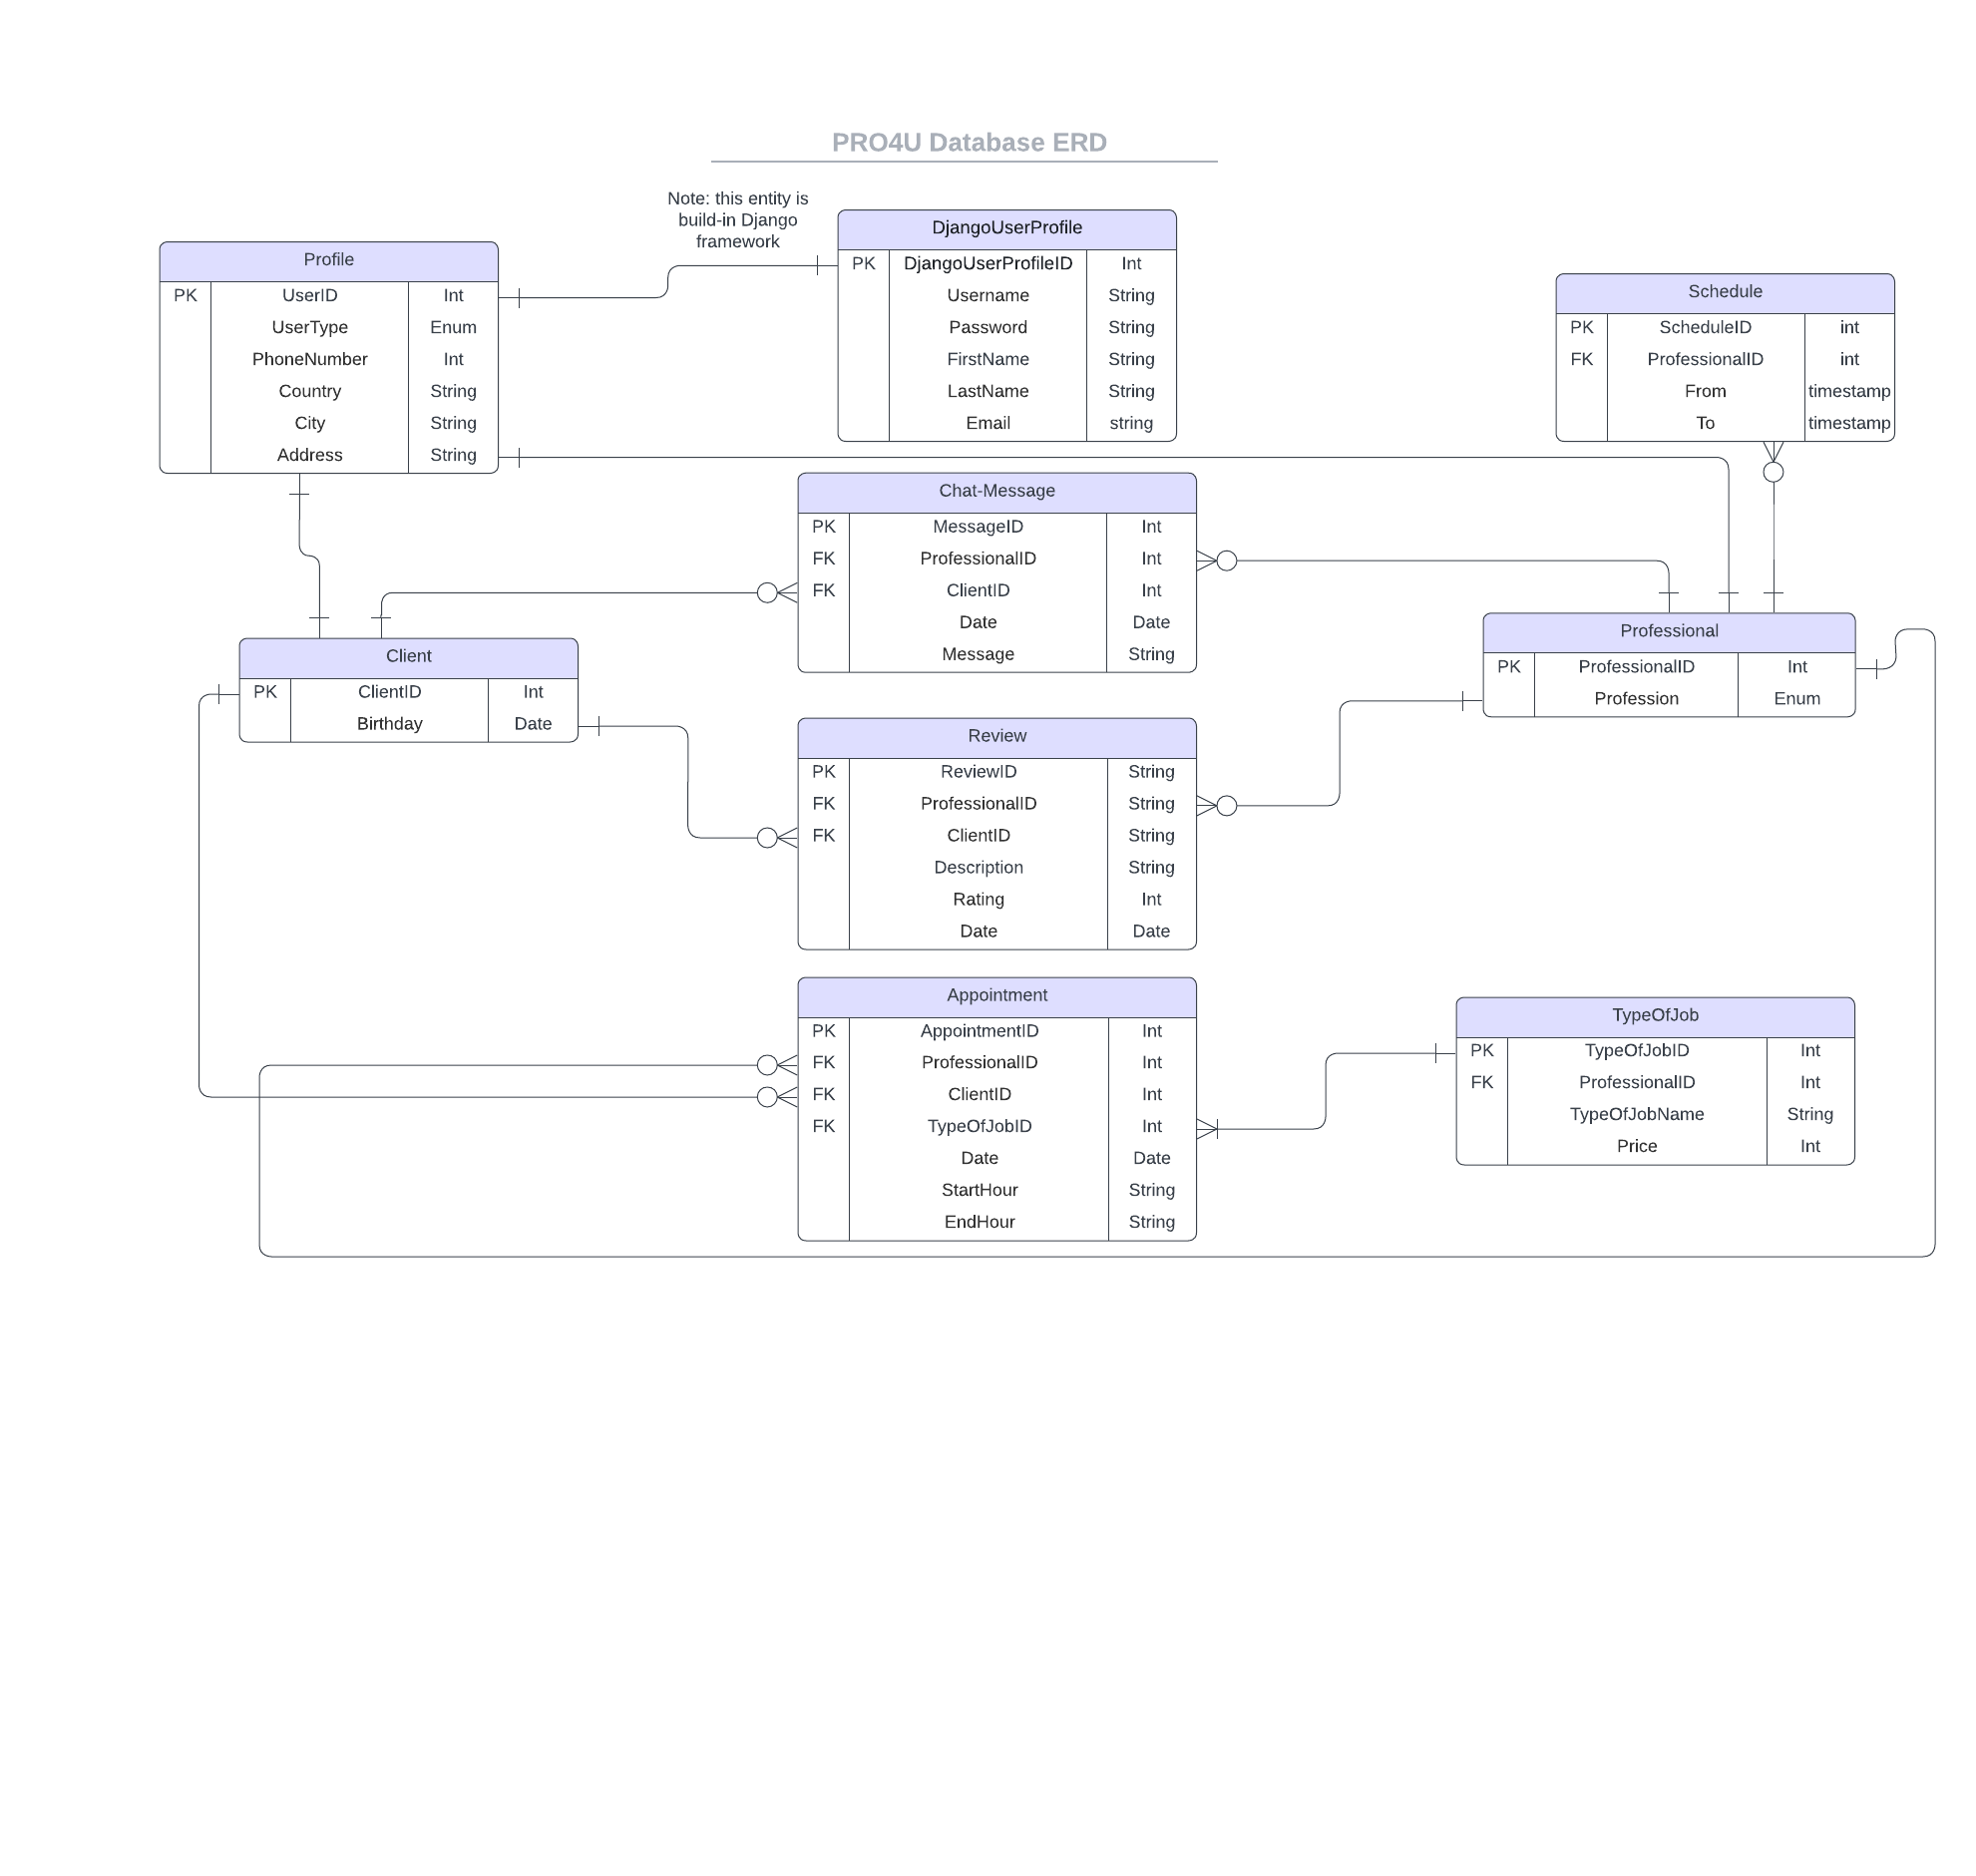 PRO4U Database ERD
Note: this entity is
build-in Django
framework
DjangoUserProfile
PK DjangoUserProfileID Int
Username String
Password String
FirstName String
LastName String
Email string
Profile
PK UserID Int
UserType Enum
PhoneNumber Int
Country String
City String
Address String
Schedule
PK ScheduleID int
FK ProfessionalID int
From timestamp
To timestamp
Chat-Message
PK MessageID Int
FK ProfessionalID Int
FK ClientID Int
Date Date
Message String
Client
PK ClientID Int
Birthday Date
Professional
PK ProfessionalID Int
Profession Enum
Review
PK ReviewID String
FK ProfessionalID String
FK ClientID String
Description String
Rating Int
Date Date
Appointment
PK AppointmentID Int
FK ProfessionalID Int
FK ClientID Int
FK TypeOfJobID Int
Date Date
StartHour String
EndHour String
TypeOfJob
PK TypeOfJobID Int
FK ProfessionalID Int
TypeOfJobName String
Price Int